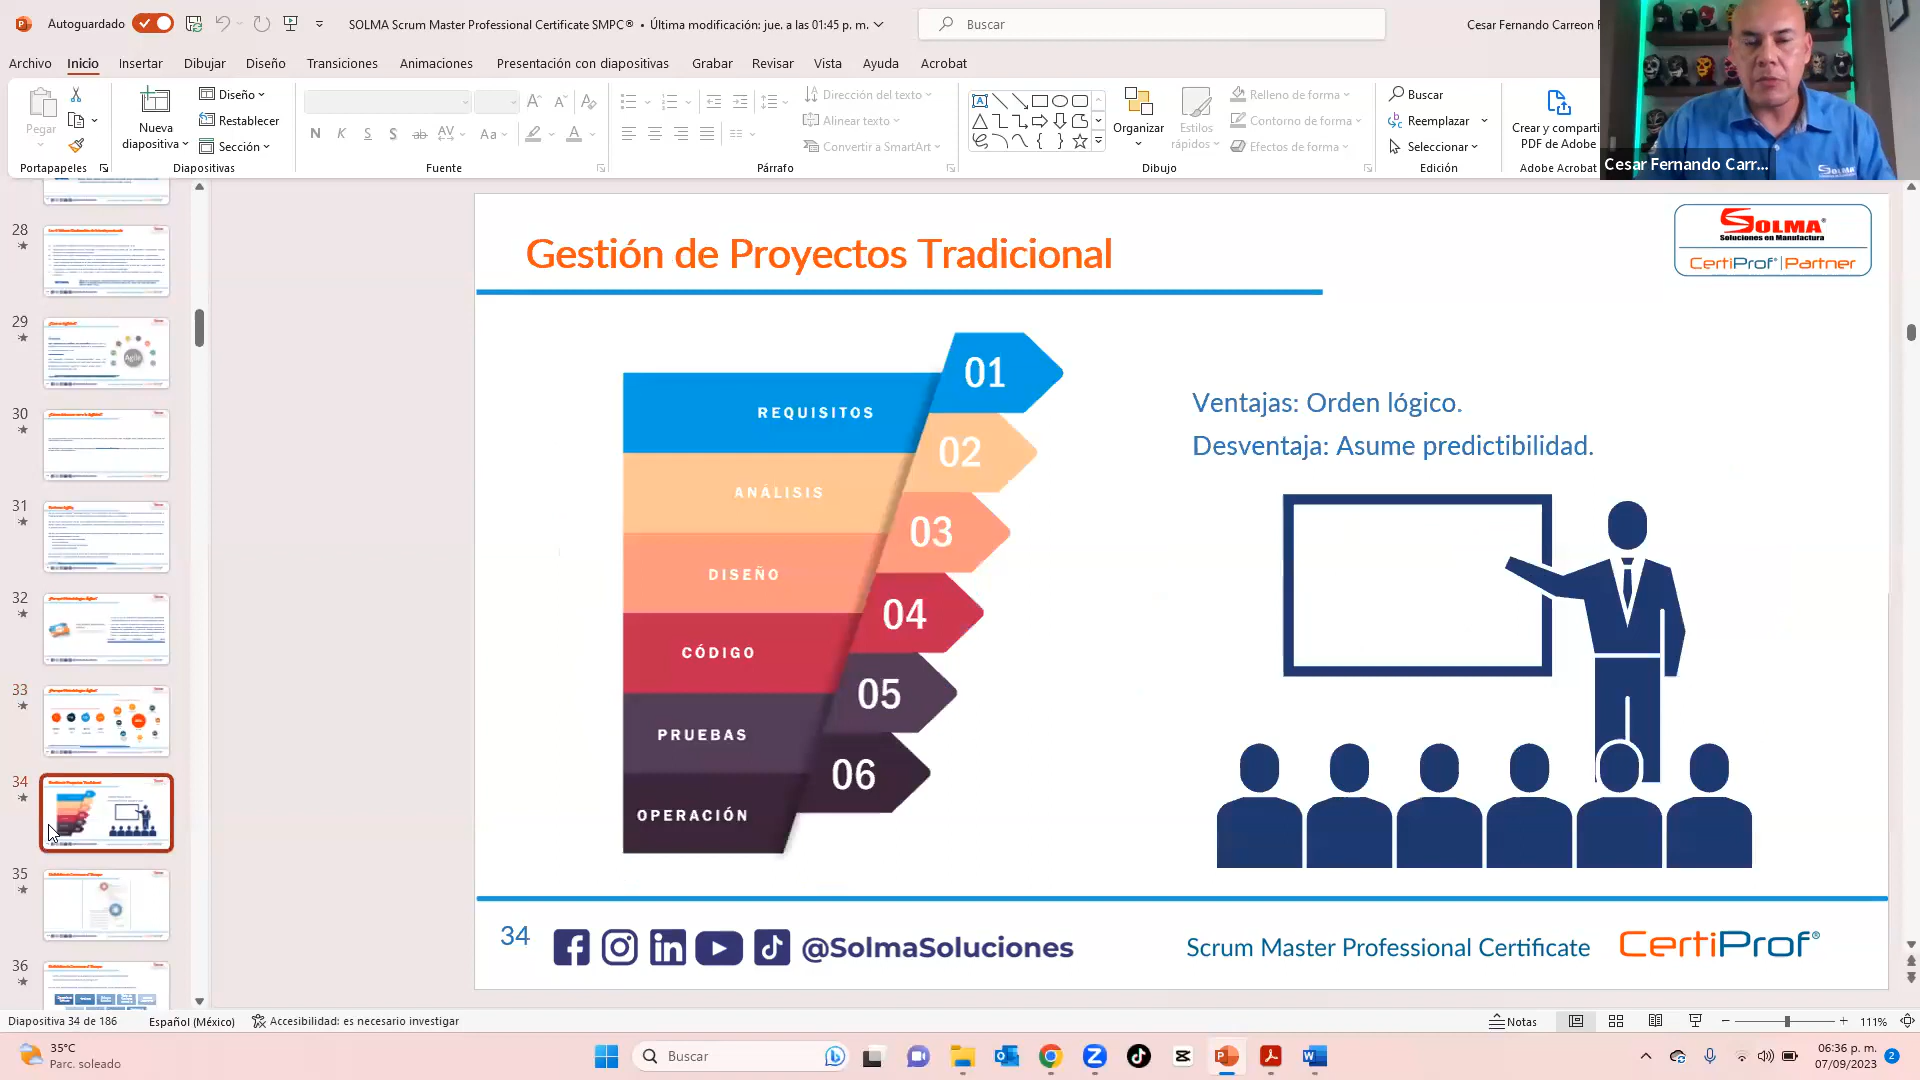 Autoguardado
SOLMA Scrum Master Professional Certificate SMPC® • Última modificación: jue. a las 01:45 p. m.
Buscar
Cesar Fernando Carreon
Archivo Inicio Insertar Dibujar Diseño Transiciones Animaciones Presentación con diapositivas Grabar Revisar Vista Ayuda Acrobat
Pegar
Portapapeles
Nueva diapositiva
Diseño
Restablecer
Sección
Diapositivas
N K S S ab AV Aa A
Fuente
Dirección del texto
Alinear texto
Convertir a SmartArt
Párrafo
Organizar
Estilos rápidos
Relleno de forma
Contorno de forma
Efectos de forma
Dibujo
Buscar
Reemplazar
Seleccionar
Edición
Crear y comparti
PDF de Adobe
Adobe Acrobat
Cesar Fernando Carr...
SOLMA
28
29
Agile
30
31
32
33
34
35
36
Gestión de Proyectos Tradicional
SOLMA®
Soluciones en Manufactura
CertiProf® | Partner
01
REQUISITOS
02
ANÁLISIS
03
DISEÑO
04
CÓDIGO
05
PRUEBAS
06
OPERACIÓN
Ventajas: Orden lógico.
Desventaja: Asume predictibilidad.
34
@SolmaSoluciones
Scrum Master Professional Certificate
CertiProf®
Diapositiva 34 de 186
Español (México)
Accesibilidad: es necesario investigar
Notas
111%
35°C
Parc. soleado
Buscar
06:36 p. m.
07/09/2023
2